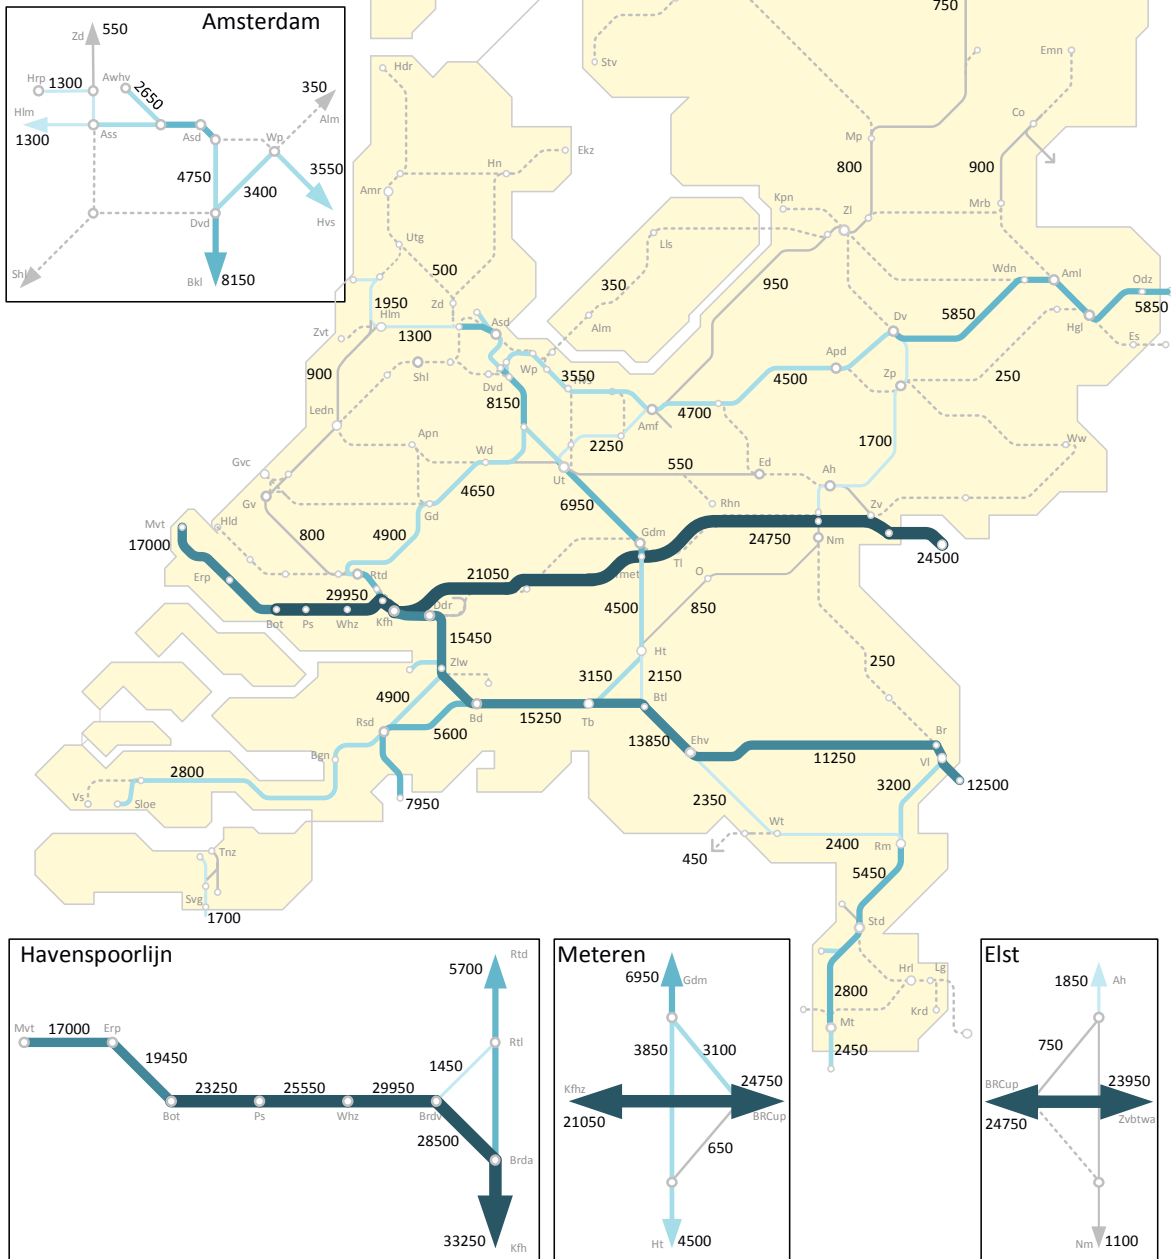 Amsterdam
Zd
550
Hrp
1300
Awhv
2650
350
Alm
Hlm
1300
Ass
Asd
Wp
4750
3400
3550
Hvs
Dvd
Shl
Bkl
8150
750
Stv
Emn
Hdr
Co
Mp
Ekz
Hn
800
900
Amr
Kpn
Zl
Mrb
Utg
Lls
500
350
950
Wdn
Aml
Odz
Zd
1950
Hlm
5850
5850
Alm
Zvt
1300
Asd
Dv
Hgl
Es
Wp
3550
Apd
900
Shl
Dvd
4500
Zp
250
8150
Ledn
4700
Amf
Apn
2250
1700
Ww
Wd
Gvc
550
Ed
Ut
4650
Ah
Gv
6950
Rhn
Zv
Gd
Mvt
Hld
17000
800
4900
Gdm
24750
Nm
24500
Tl
Erp
Rtd
21050
O
29950
4500
850
Bot
Ps
Whz
Kfh
Ddr
15450
Ht
Zlw
3150
2150
250
4900
Btl
Rsd
5600
Bd
15250
Tb
13850
Ehv
Br
Bgn
11250
Vl
2800
3200
12500
Vs
Sloe
7950
2350
Wt
2400
Rm
Tnz
450
5450
Svg
1700
Std
Hrl
Lg
2800
Krd
Mt
2450
Havenspoorlijn
Rtd
5700
Mvt
17000
Erp
Rtl
19450
1450
23250
25550
29950
Bot
Ps
Whz
Brdv
28500
Brda
33250
Kfh
Meteren
6950
Gdm
3850
3100
Kfhz
24750
21050
BRCup
650
Ht
4500
Elst
1850
Ah
750
BRCup
23950
24750
Zvbtwa
Nm
1100